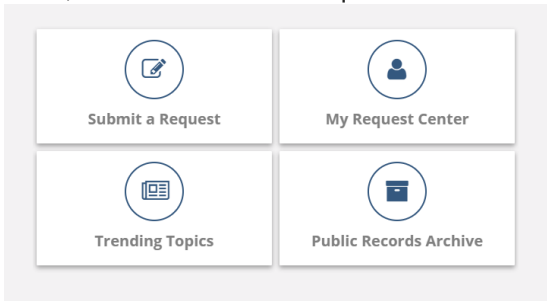 Submit a Request
My Request Center
Trending Topics
Public Records Archive